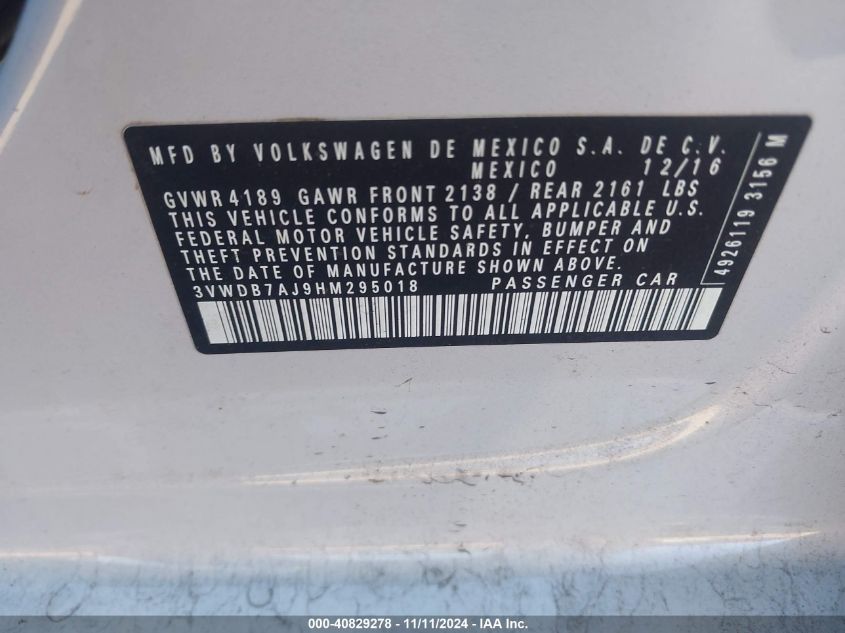 MFD BY VOLKSWAGEN DE MEXICO S.A. DE C.V.
MEXICO 12/16
GVWR 4189 GAWR FRONT 2138 / REAR 2161 LBS
THIS VEHICLE CONFORMS TO ALL APPLICABLE U.S.
FEDERAL MOTOR VEHICLE SAFETY, BUMPER AND
THEFT PREVENTION STANDARDS IN EFFECT ON
THE DATE OF MANUFACTURE SHOWN ABOVE.
3VWDB7AJ9HM295018 PASSENGER CAR
4926119 3156 M
000-40829278 - 11/11/2024 - IAA Inc.